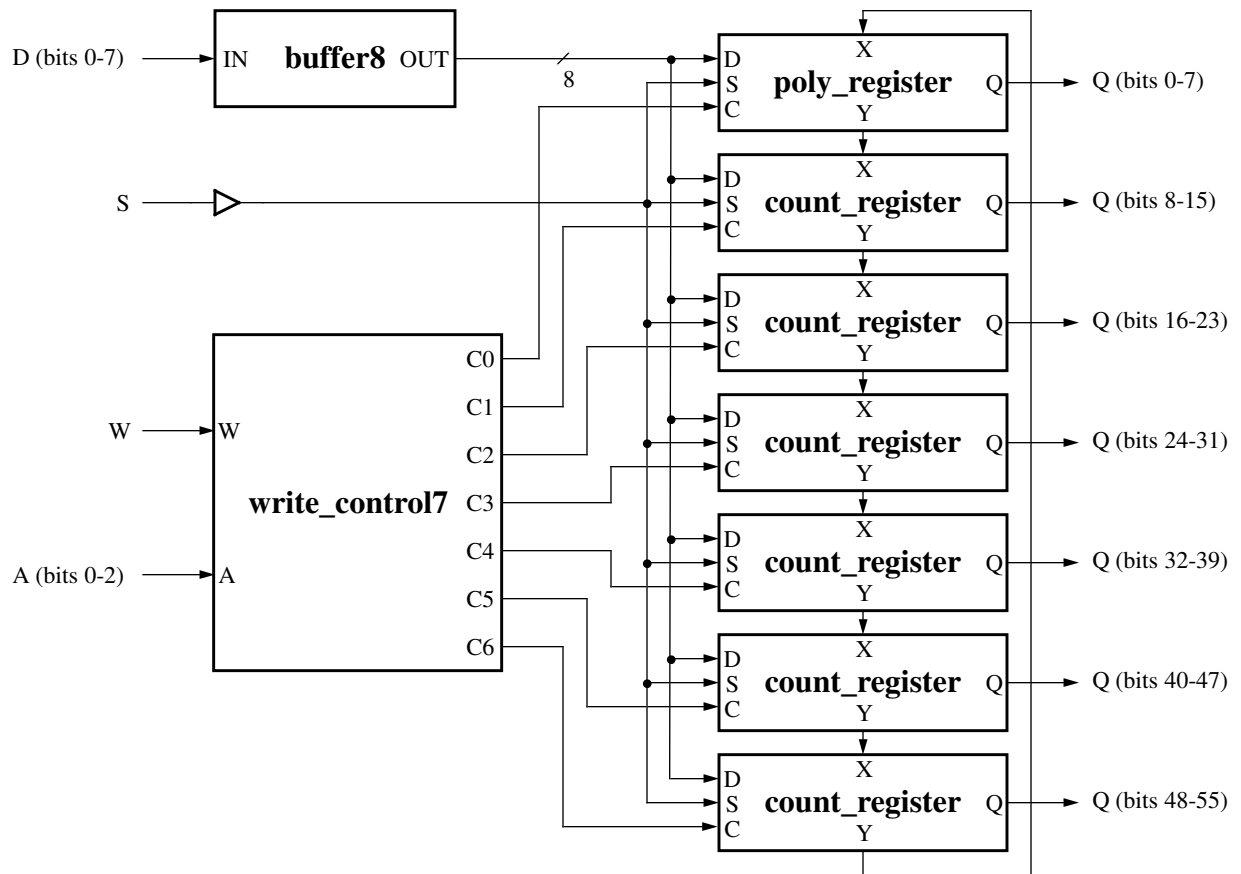 D (bits 0-7)
IN buffer8 OUT
8
S
W
A (bits 0-2)
W
A
write_control7
C0
C1
C2
C3
C4
C5
C6
X
D
S poly_register Q
C
Y
Q (bits 0-7)
X
D
S count_register Q
C
Y
Q (bits 8-15)
X
D
S count_register Q
C
Y
Q (bits 16-23)
X
D
S count_register Q
C
Y
Q (bits 24-31)
X
D
S count_register Q
C
Y
Q (bits 32-39)
X
D
S count_register Q
C
Y
Q (bits 40-47)
X
D
S count_register Q
C
Y
Q (bits 48-55)